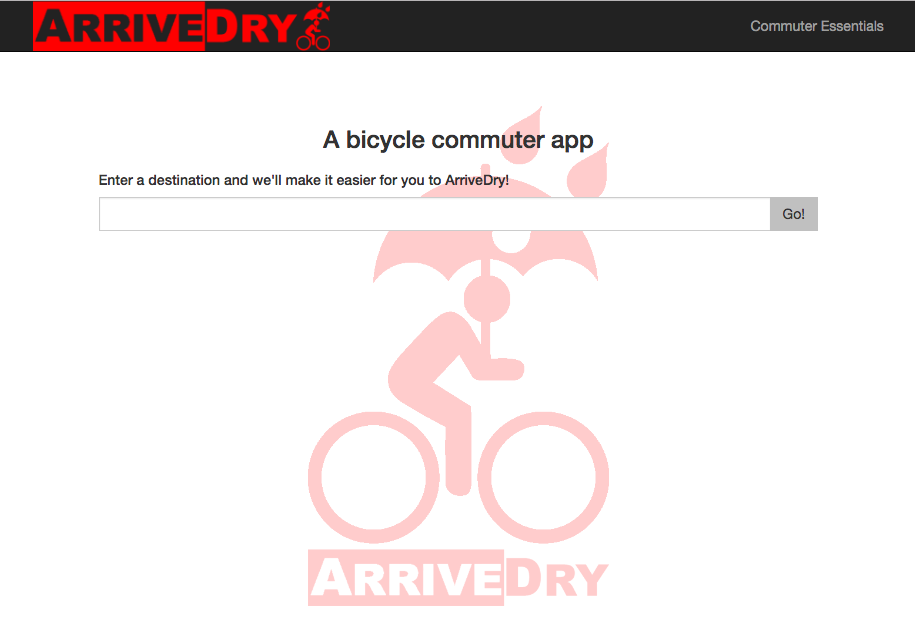 ARRIVEDRY
Commuter Essentials
A bicycle commuter app
Enter a destination and we'll make it easier for you to ArriveDry!
Go!
ARRIVEDRY